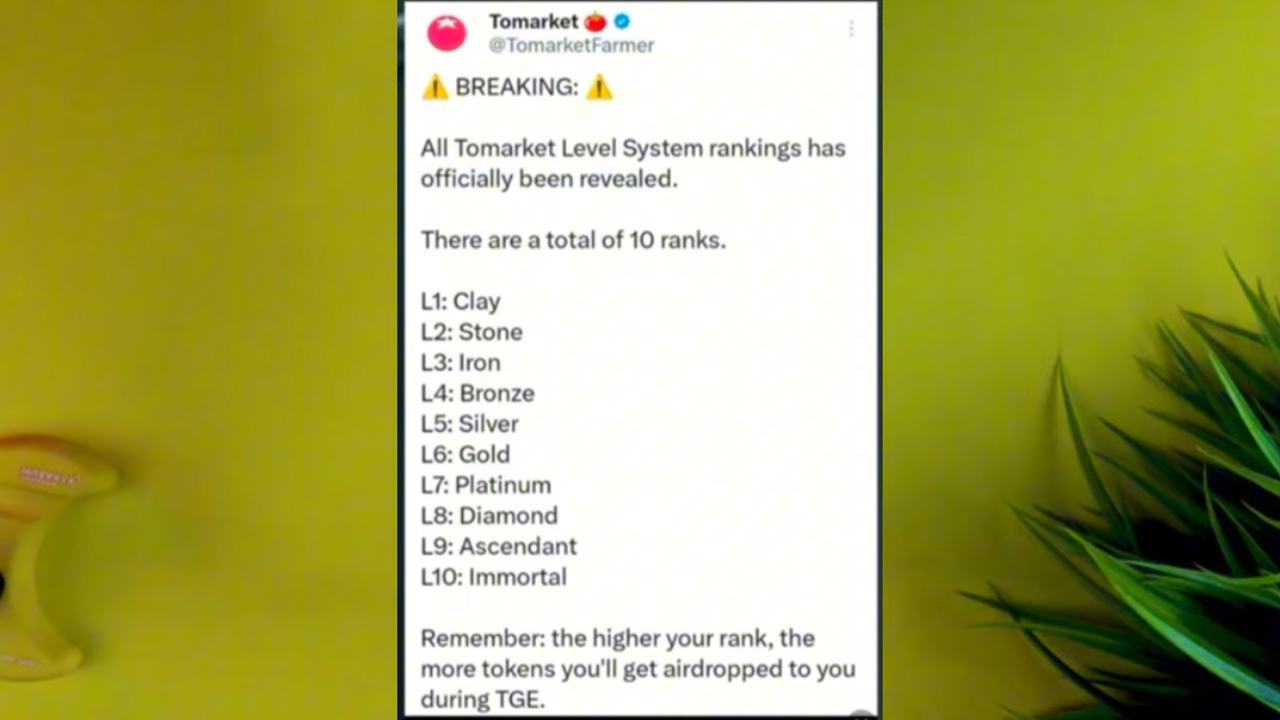 Tomarket 🍅
@TomarketFarmer
⚠️ BREAKING: ⚠️
All Tomarket Level System rankings has
officially been revealed.
There are a total of 10 ranks.
L1: Clay
L2: Stone
L3: Iron
L4: Bronze
L5: Silver
L6: Gold
L7: Platinum
L8: Diamond
L9: Ascendant
L10: Immortal
Remember: the higher your rank, the
more tokens you'll get airdropped to you
during TGE.